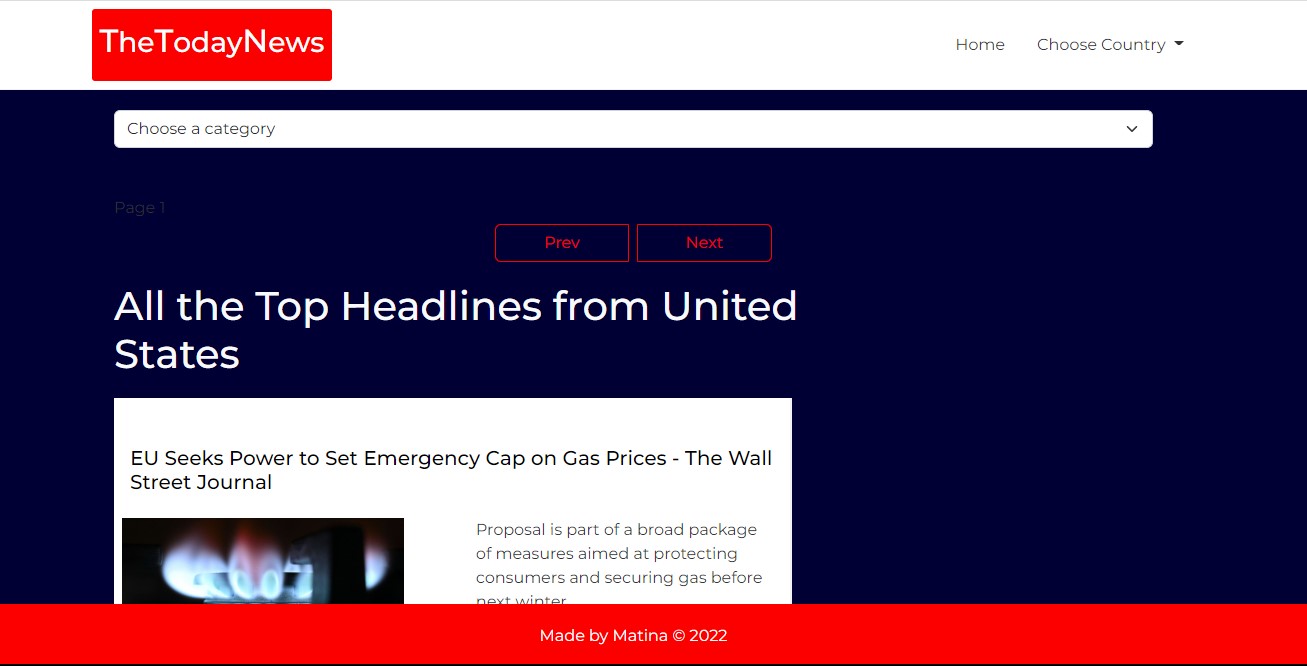 TheTodayNews
Home
Choose Country
Choose a category
Page 1
Prev
Next
All the Top Headlines from United
States
EU Seeks Power to Set Emergency Cap on Gas Prices - The Wall
Street Journal
Proposal is part of a broad package
of measures aimed at protecting
consumers and securing gas before
next winter
Made by Matina © 2022